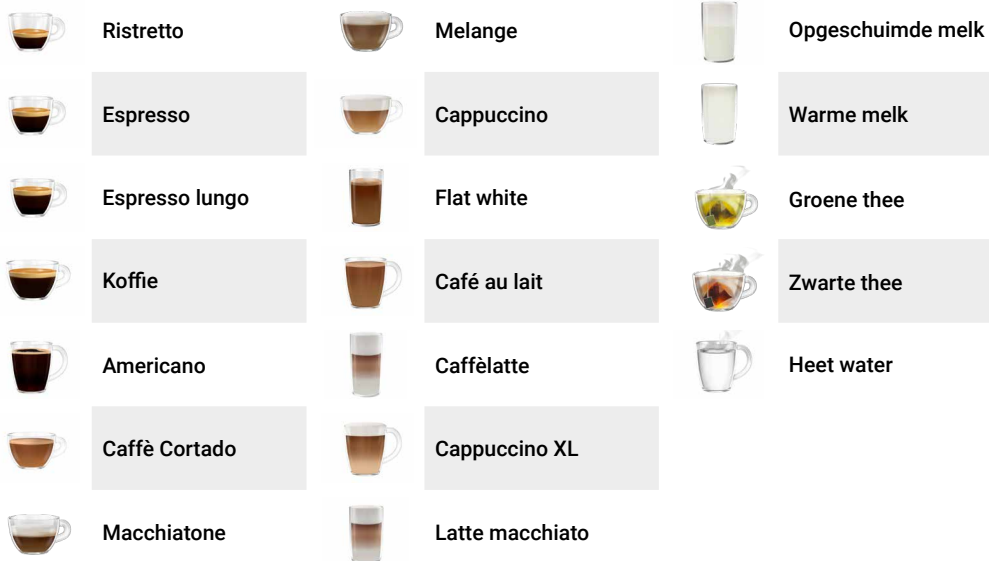 Ristretto
Espresso
Espresso lungo
Koffie
Americano
Caffè Cortado
Macchiatone
Melange
Cappuccino
Flat white
Café au lait
Caffèlatte
Cappuccino XL
Latte macchiato
Opgeschuimde melk
Warme melk
Groene thee
Zwarte thee
Heet water